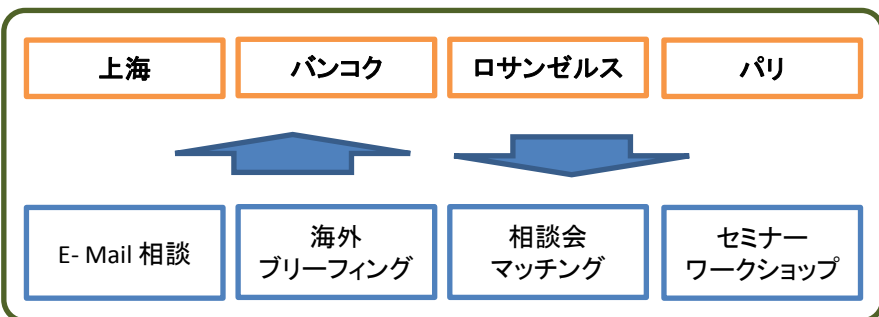 上海
バンコク
ロサンゼルス
パリ
E- Mail 相談
海外
ブリーフィング
相談会
マッチング
セミナー
ワークショップ